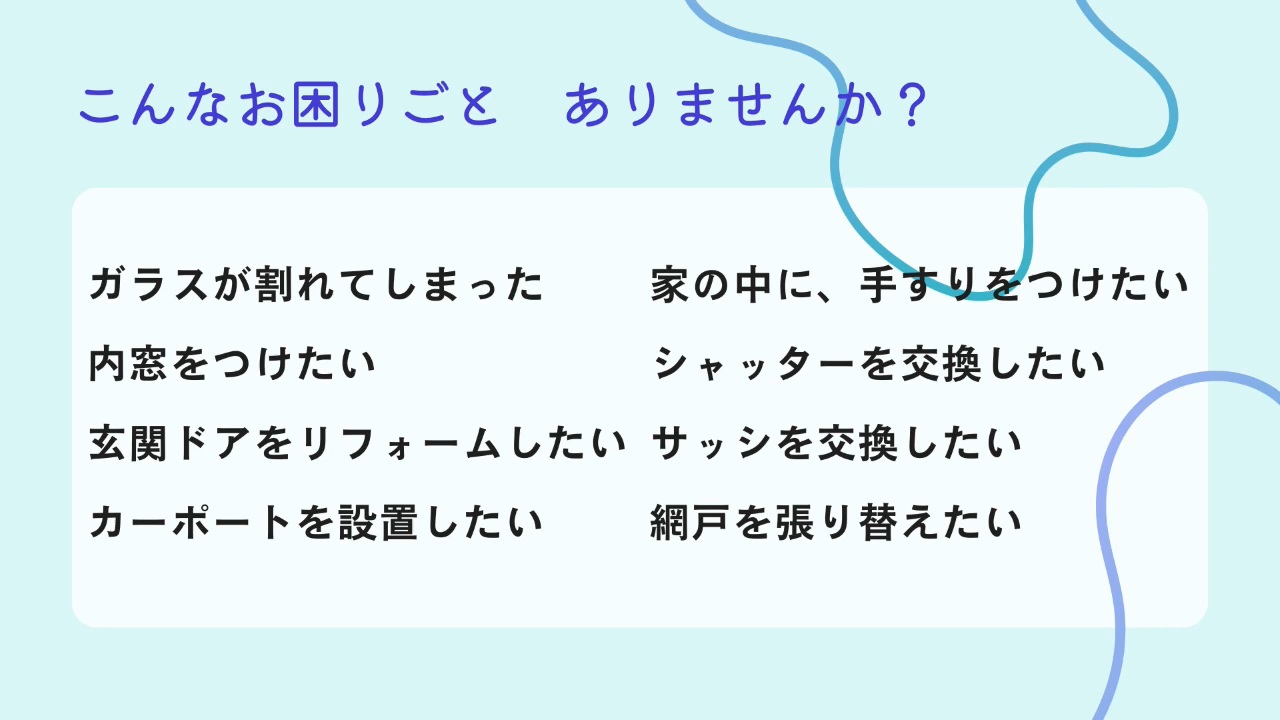 こんなお困りごと　ありませんか？
ガラスが割れてしまった
内窓をつけたい
玄関ドアをリフォームしたい
カーポートを設置したい
家の中に、手すりをつけたい
シャッターを交換したい
サッシを交換したい
網戸を張り替えたい